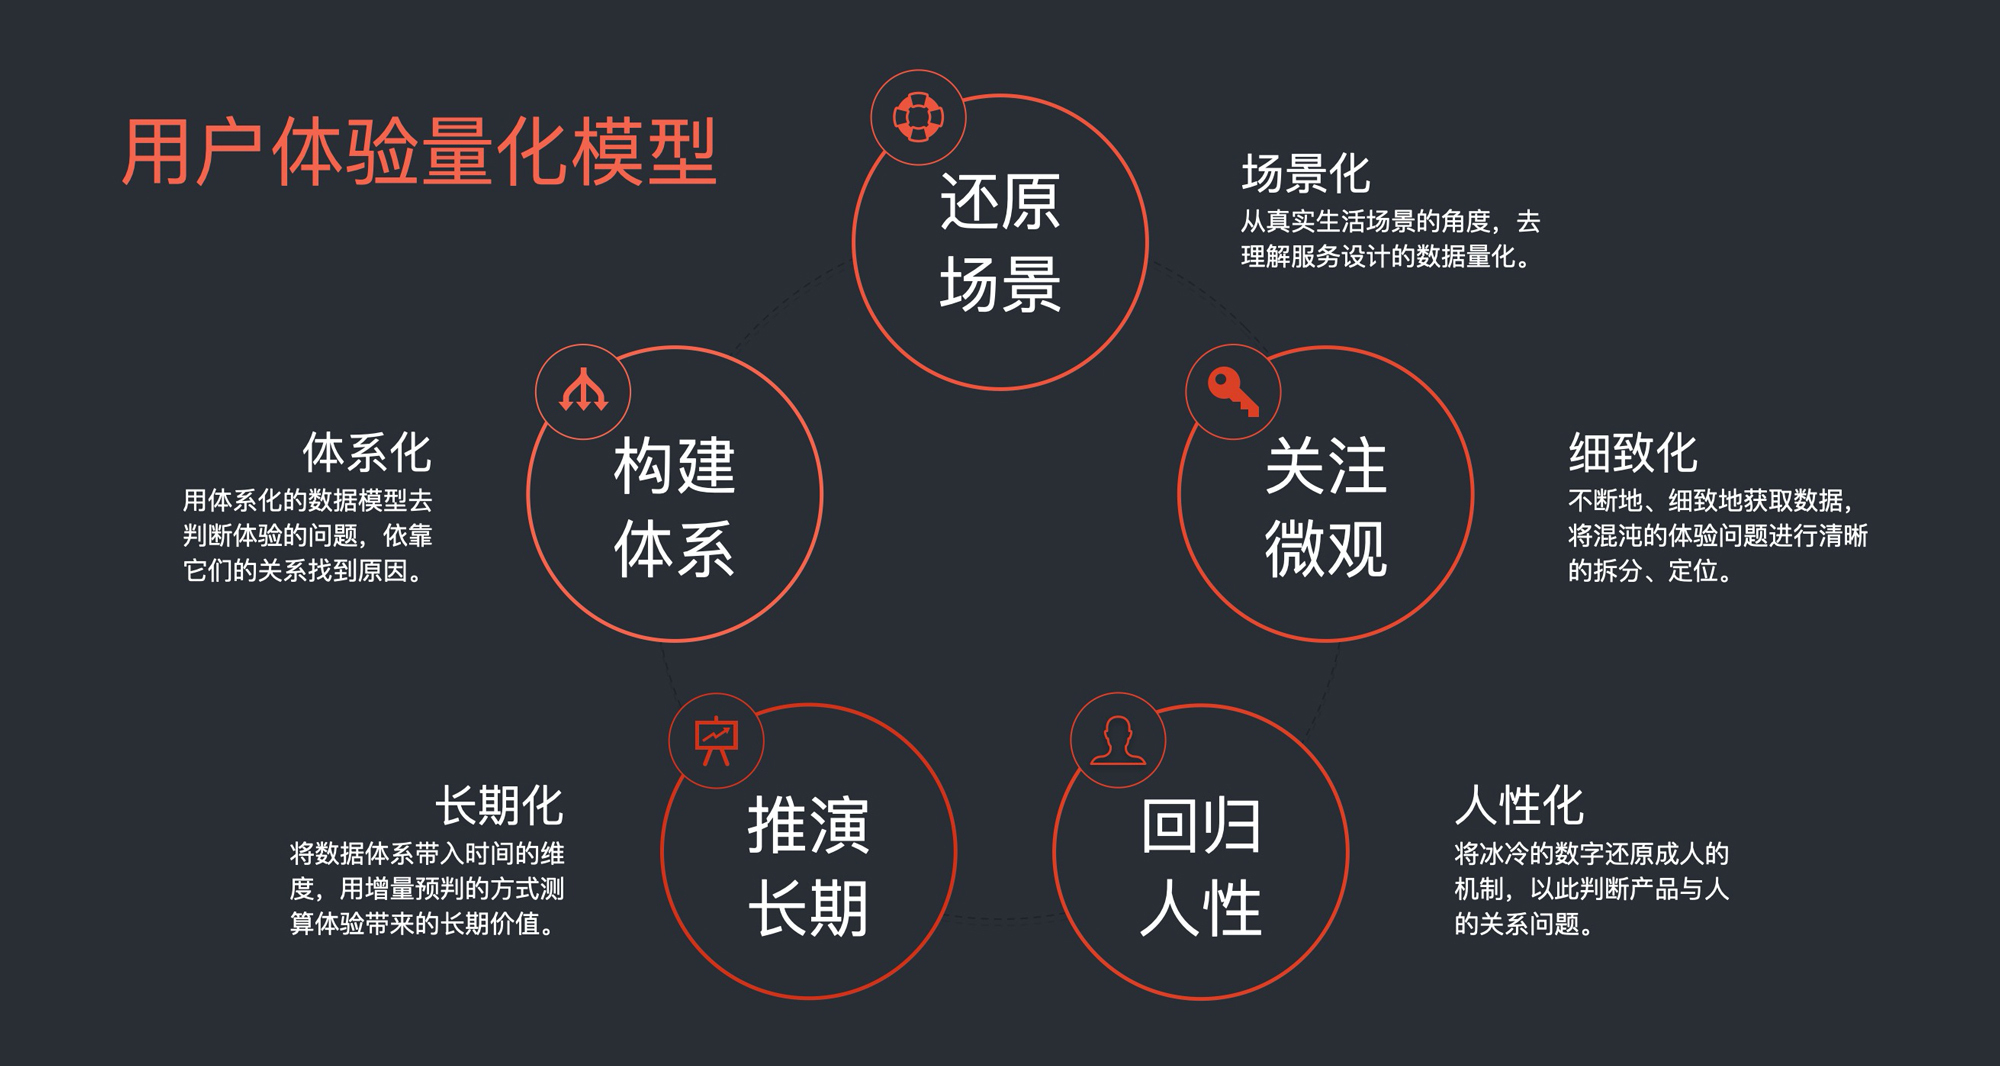 用户体验量化模型
还原
场景
场景化
从真实生活场景的角度，去
理解服务设计的数据量化。
构建
体系
体系化
用体系化的数据模型去
判断体验的问题，依靠
它们的关系找到原因。
关注
微观
细致化
不断地、细致地获取数据，
将混沌的体验问题进行清晰
的拆分、定位。
推演
长期
长期化
将数据体系带入时间的维
度，用增量预判的方式测
算体验带来的长期价值。
回归
人性
人性化
将冰冷的数字还原成人的
机制，以此判断产品与人
的关系问题。